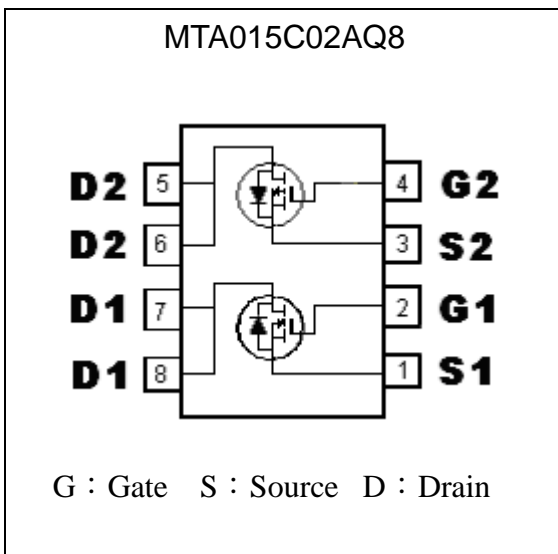 MTA015C02AQ8
D2 5 4 G2
D2 6 3 S2
D1 7 2 G1
D1 8 1 S1
G：Gate S：Source D：Drain